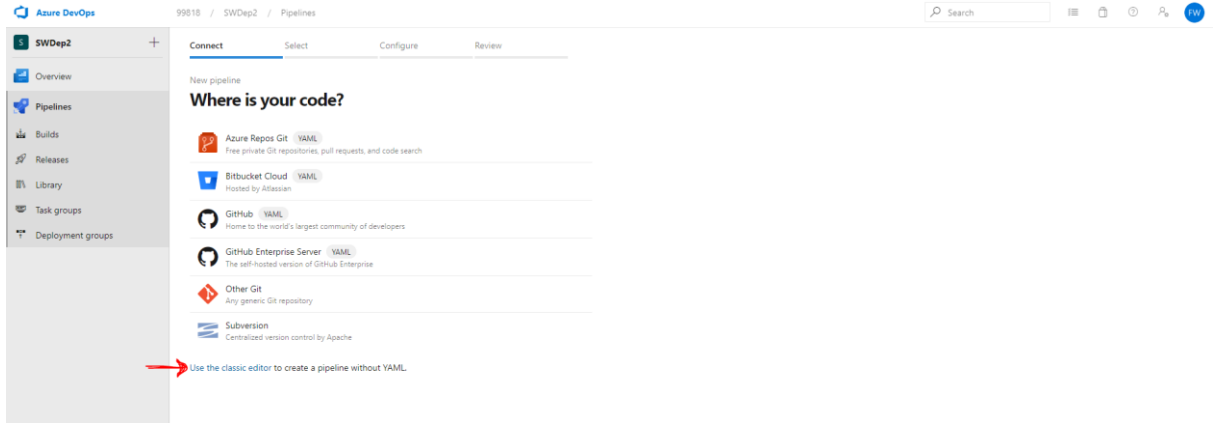 Azure DevOps
99818 / SWDep2 / Pipelines
Search
FW
S SWDep2
Overview
Pipelines
Builds
Releases
Library
Task groups
Deployment groups
Connect Select Configure Review
New pipeline
Where is your code?
Azure Repos Git YAML
Free private Git repositories, pull requests, and code search
Bitbucket Cloud YAML
Hosted by Atlassian
GitHub YAML
Home to the world's largest community of developers
GitHub Enterprise Server YAML
The self-hosted version of GitHub Enterprise
Other Git
Any generic Git repository
Subversion
Centralized version control by Apache
Use the classic editor to create a pipeline without YAML.